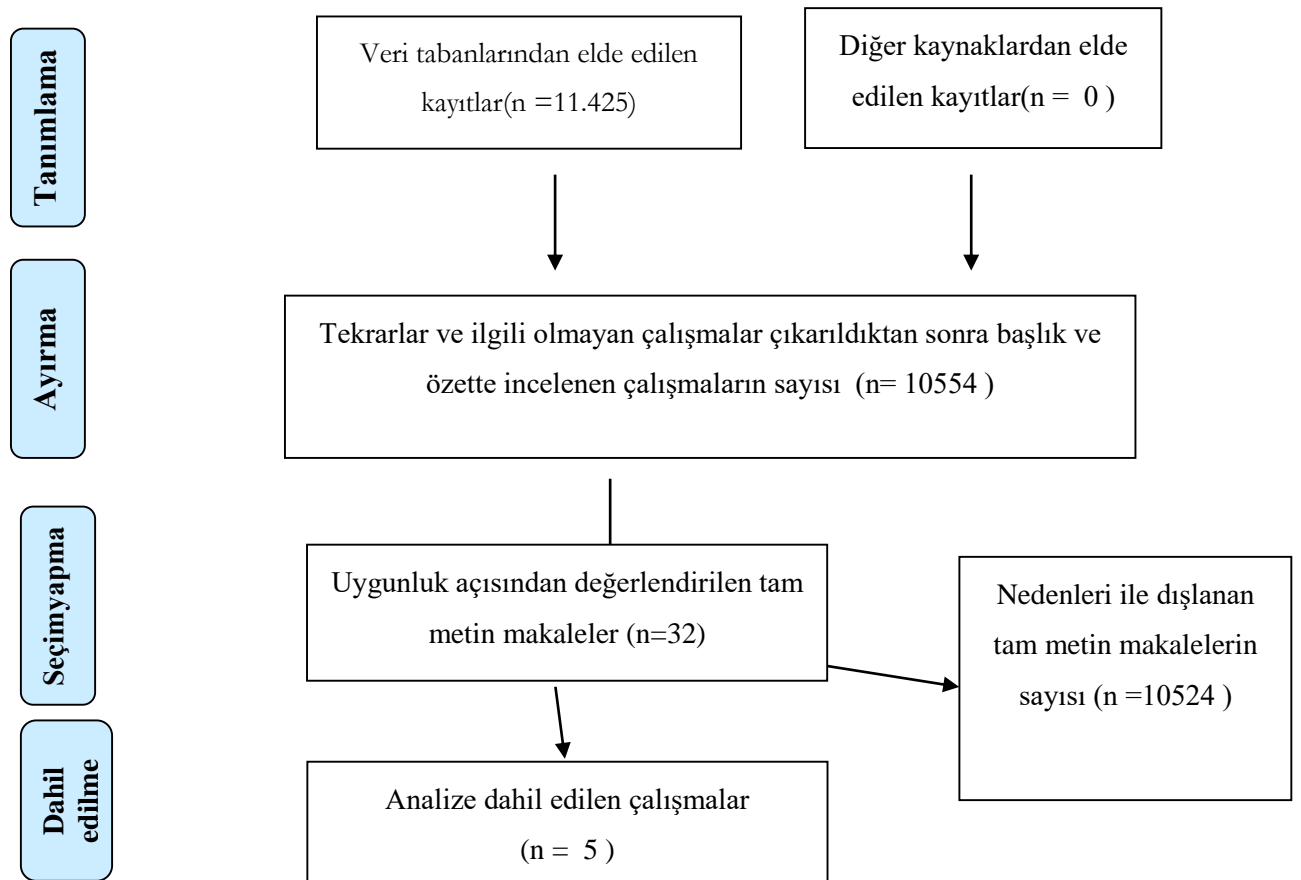 Tanımlama
Veri tabanlarından elde edilen
kayıtlar(n =11.425)
Diğer kaynaklardan elde
edilen kayıtlar(n = 0 )
Ayırma
Tekrarlar ve ilgili olmayan çalışmalar çıkarıldıktan sonra başlık ve
özette incelenen çalışmaların sayısı (n= 10554 )
Seçimyapma
Uygunluk açısından değerlendirilen tam
metin makaleler (n=32)
Nedenleri ile dışlanan
tam metin makalelerin
sayısı (n =10524 )
Dahil
edilme
Analize dahil edilen çalışmalar
(n = 5 )